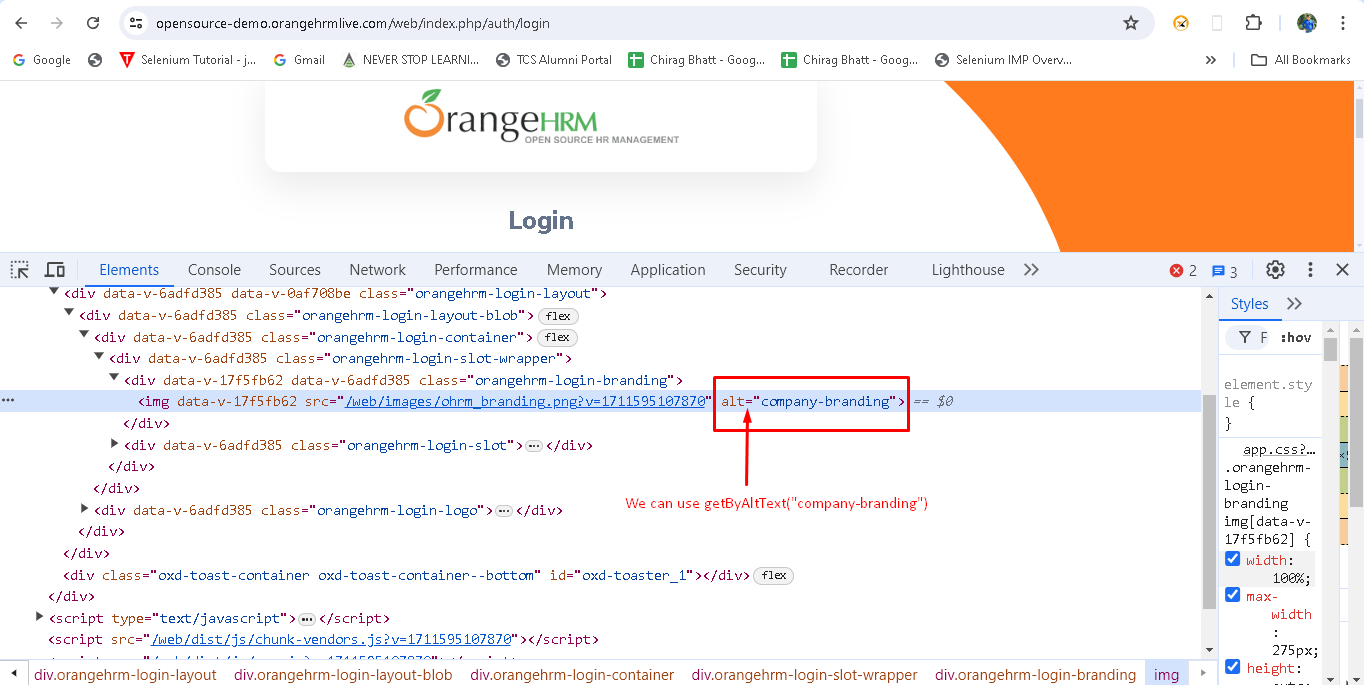 opensource-demo.orangehrmlive.com/web/index.php/auth/login
Google Selenium Tutorial - j... Gmail NEVER STOP LEARNI... TCS Alumni Portal Chirag Bhatt - Goog... Chirag Bhatt - Goog... Selenium IMP Overv... » All Bookmarks
OrangeHRM
OPEN SOURCE HR MANAGEMENT
Login
Elements Console Sources Network Performance Memory Application Security Recorder Lighthouse » 2 3
<div data-v-6adfd385 data-v-0af708be class="orangehrm-login-layout">
<div data-v-6adfd385 class="orangehrm-login-layout-blob"> flex
<div data-v-6adfd385 class="orangehrm-login-container"> flex
<div data-v-6adfd385 class="orangehrm-login-slot-wrapper">
<div data-v-17f5fb62 data-v-6adfd385 class="orangehrm-login-branding">
<img data-v-17f5fb62 src="/web/images/ohrm_branding.png?v=1711595107870" alt="company-branding"> == $0
</div>
<div data-v-6adfd385 class="orangehrm-login-slot"> … </div>
</div>
</div>
<div data-v-6adfd385 class="orangehrm-login-logo"> … </div>
</div>
</div>
<div class="oxd-toast-container oxd-toast-container--bottom" id="oxd-toaster_1"></div> flex
</div>
<script type="text/javascript"> … </script>
<script src="/web/dist/js/chunk-vendors.js?v=1711595107870"></script>
We can use getByAltText("company-branding")
Styles »
F :hov
element.sty
le {
}
app.css?…
.orangehrm-
login-
branding
img[data-v-
17f5fb62] {
width:
100%;
max-
width
:
275px;
height:
div.orangehrm-login-layout div.orangehrm-login-layout-blob div.orangehrm-login-container div.orangehrm-login-slot-wrapper div.orangehrm-login-branding img